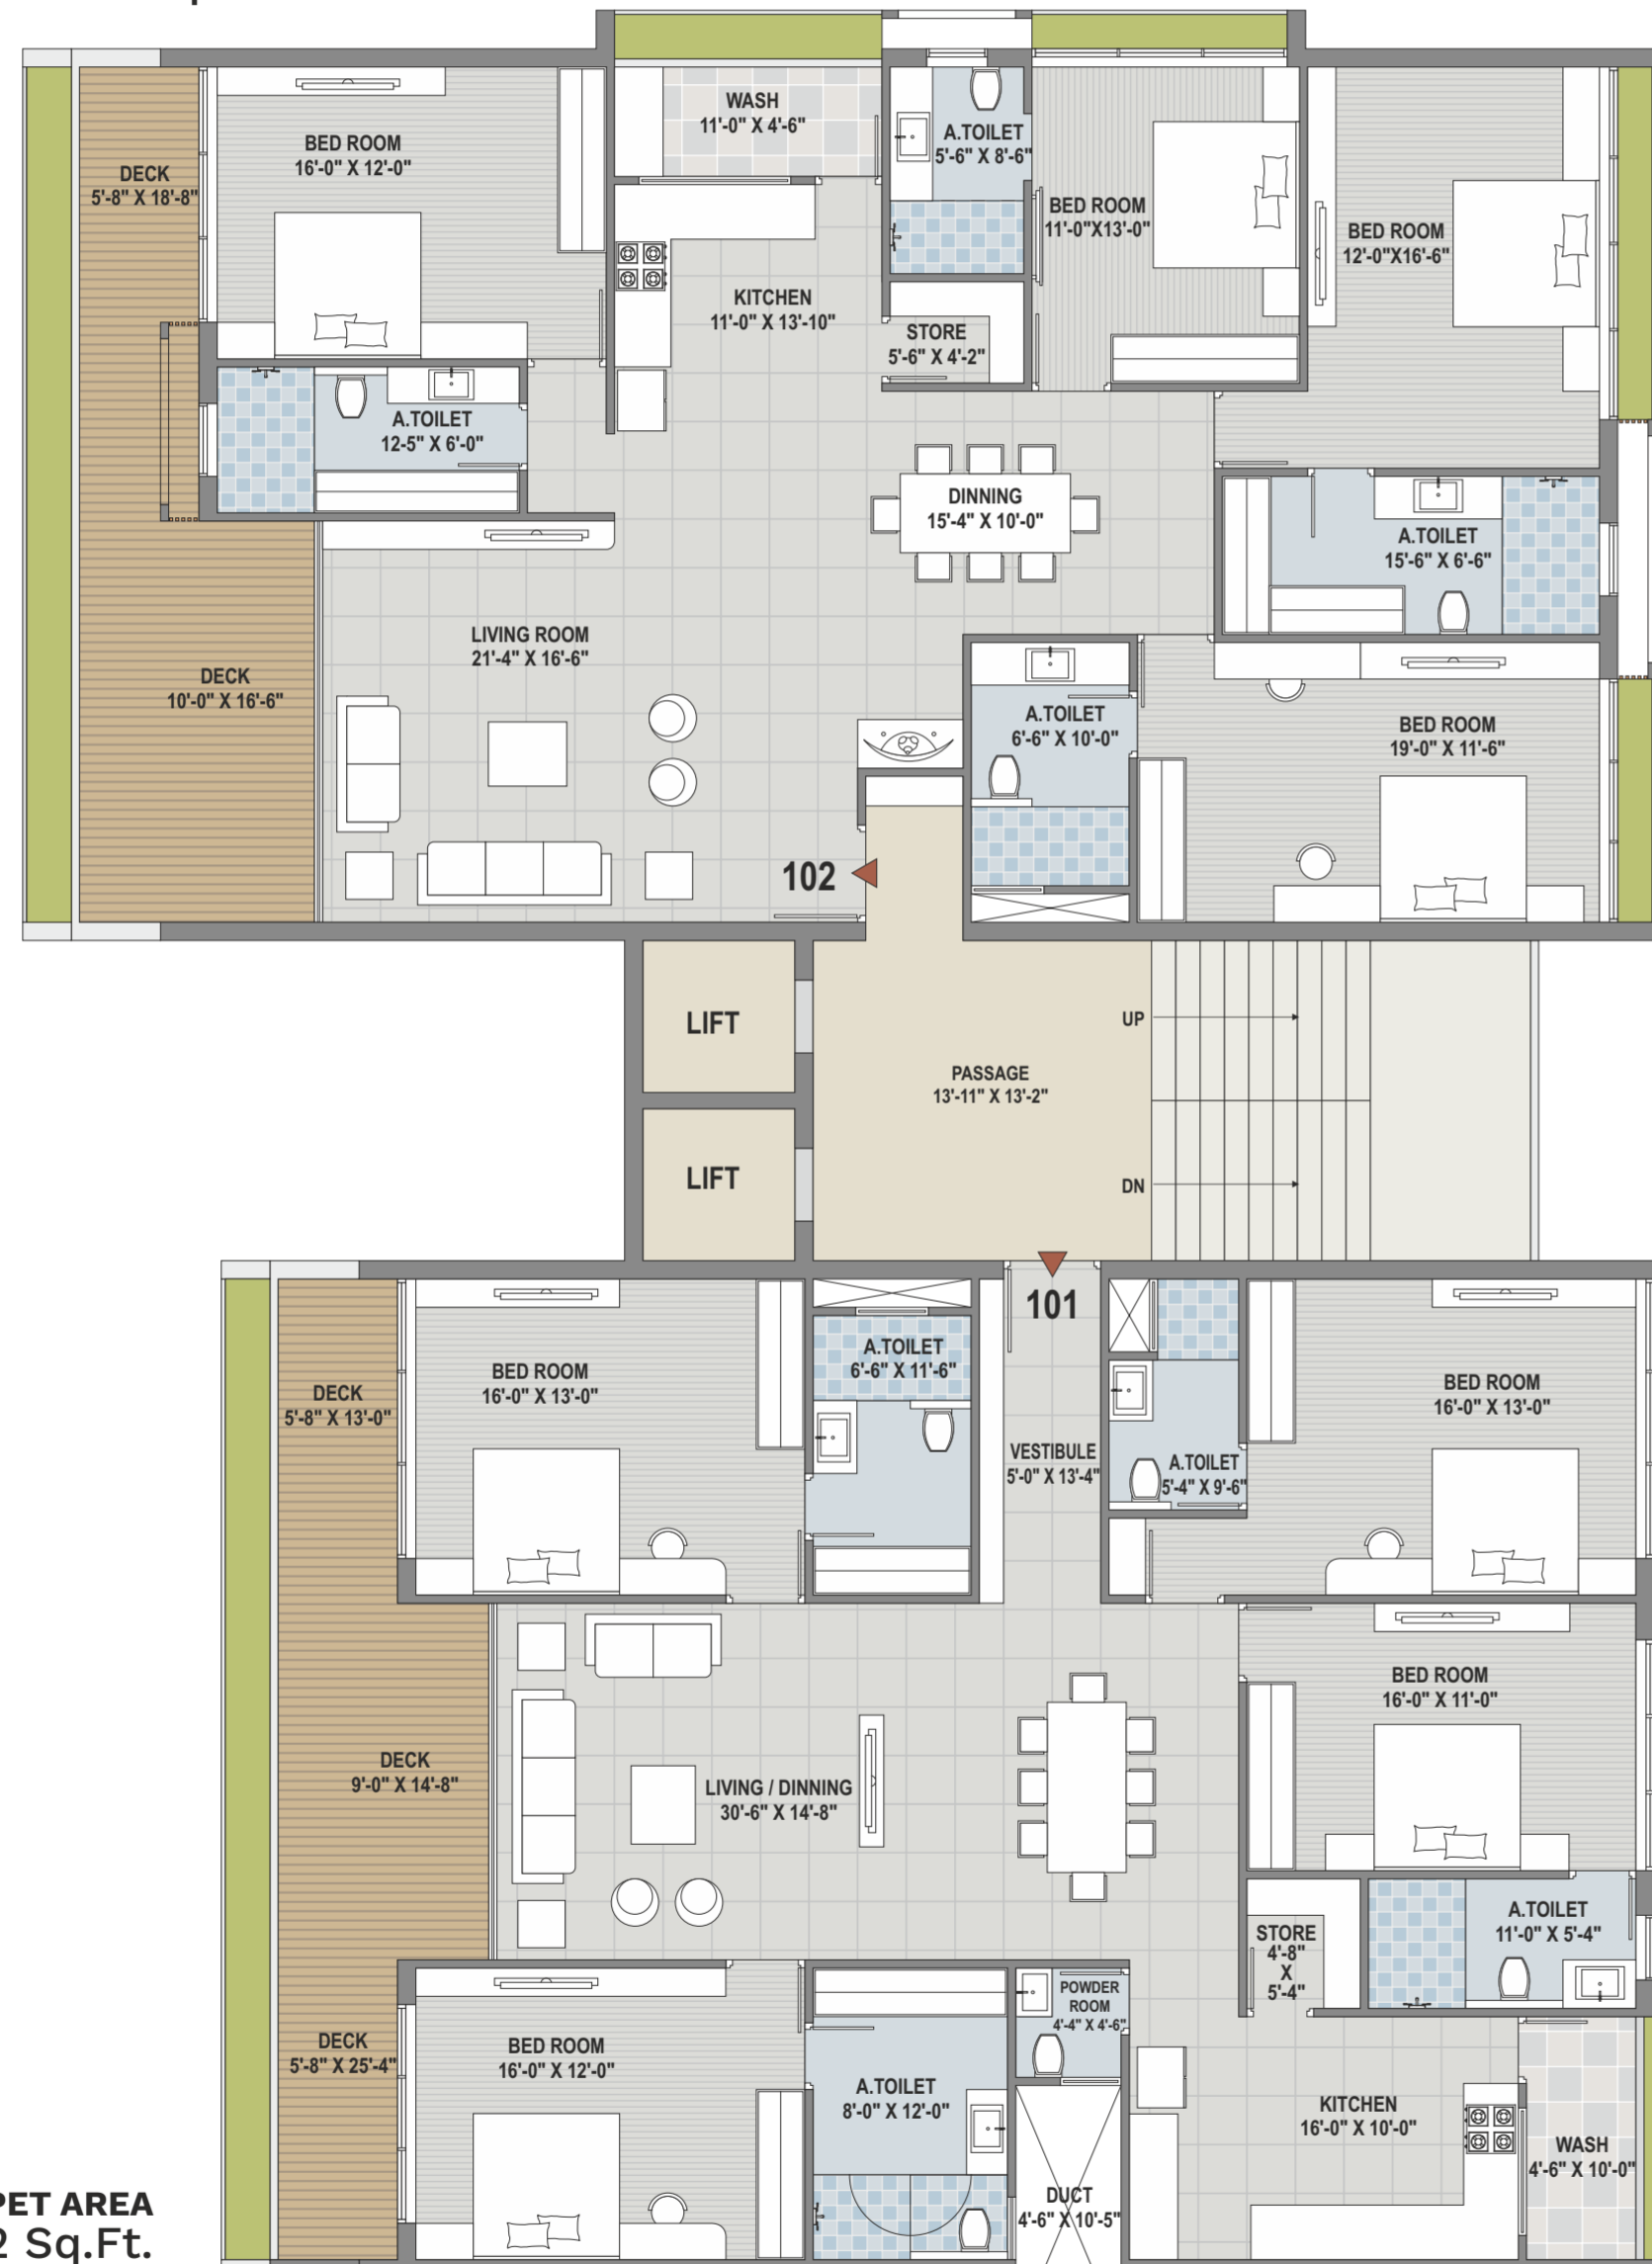 WASH
11'-0" X 4'-6"
A.TOILET
5'-6" X 8'-6"
BED ROOM
16'-0" X 12'-0"
DECK
5'-8" X 18'-8"
BED ROOM
11'-0"X13'-0"
BED ROOM
12'-0"X16'-6"
KITCHEN
11'-0" X 13'-10"
STORE
5'-6" X 4'-2"
A.TOILET
12-5" X 6'-0"
DINNING
15'-4" X 10'-0"
A.TOILET
15'-6" X 6'-6"
LIVING ROOM
21'-4" X 16'-6"
DECK
10'-0" X 16'-6"
A.TOILET
6'-6" X 10'-0"
BED ROOM
19'-0" X 11'-6"
102
LIFT
UP
PASSAGE
13'-11" X 13'-2"
LIFT
DN
101
A.TOILET
6'-6" X 11'-6"
BED ROOM
16'-0" X 13'-0"
DECK
5'-8" X 13'-0"
BED ROOM
16'-0" X 13'-0"
VESTIBULE
5'-0" X 13'-4"
A.TOILET
5'-4" X 9'-6"
BED ROOM
16'-0" X 11'-0"
DECK
9'-0" X 14'-8"
LIVING / DINNING
30'-6" X 14'-8"
A.TOILET
11'-0" X 5'-4"
STORE
4'-8"
X
5'-4"
POWDER
ROOM
4'-4" X 4'-6"
DECK
5'-8" X 25'-4"
BED ROOM
16'-0" X 12'-0"
A.TOILET
8'-0" X 12'-0"
KITCHEN
16'-0" X 10'-0"
WASH
4'-6" X 10'-0"
DUCT
4'-6" X 10'-5"
PET AREA
2 Sq.Ft.